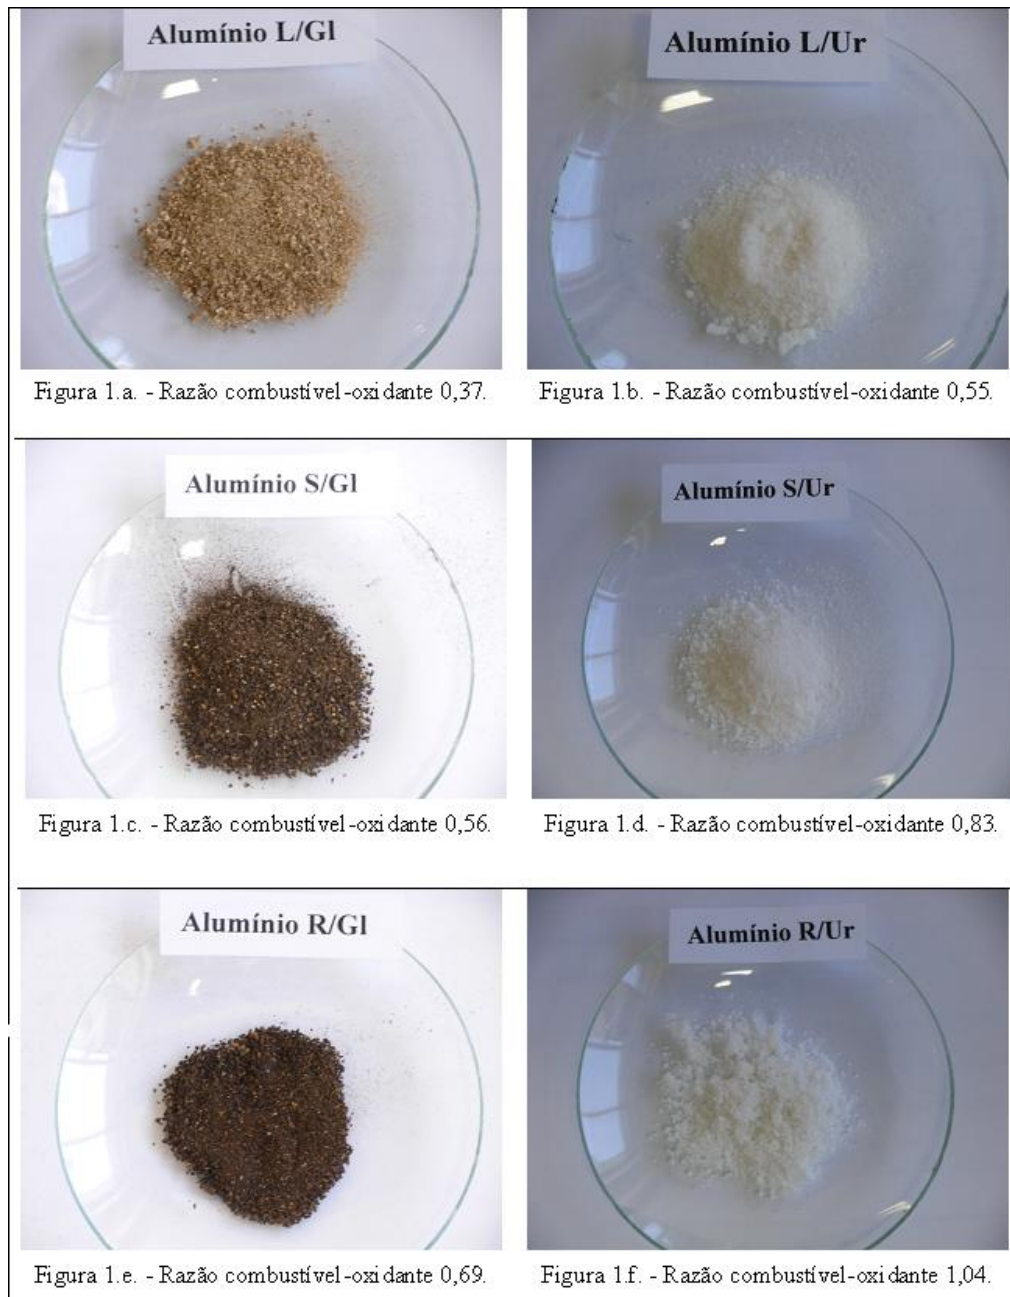 Alumínio L/Gl
Alumínio L/Ur
Figura 1.a. - Razão combustível-oxidante 0,37.
Figura 1.b. - Razão combustível-oxidante 0,55.
Alumínio S/Gl
Alumínio S/Ur
Figura 1.c. - Razão combustível-oxidante 0,56.
Figura 1.d. - Razão combustível-oxidante 0,83.
Alumínio R/Gl
Alumínio R/Ur
Figura 1.e. - Razão combustível-oxidante 0,69.
Figura 1.f. - Razão combustível-oxidante 1,04.